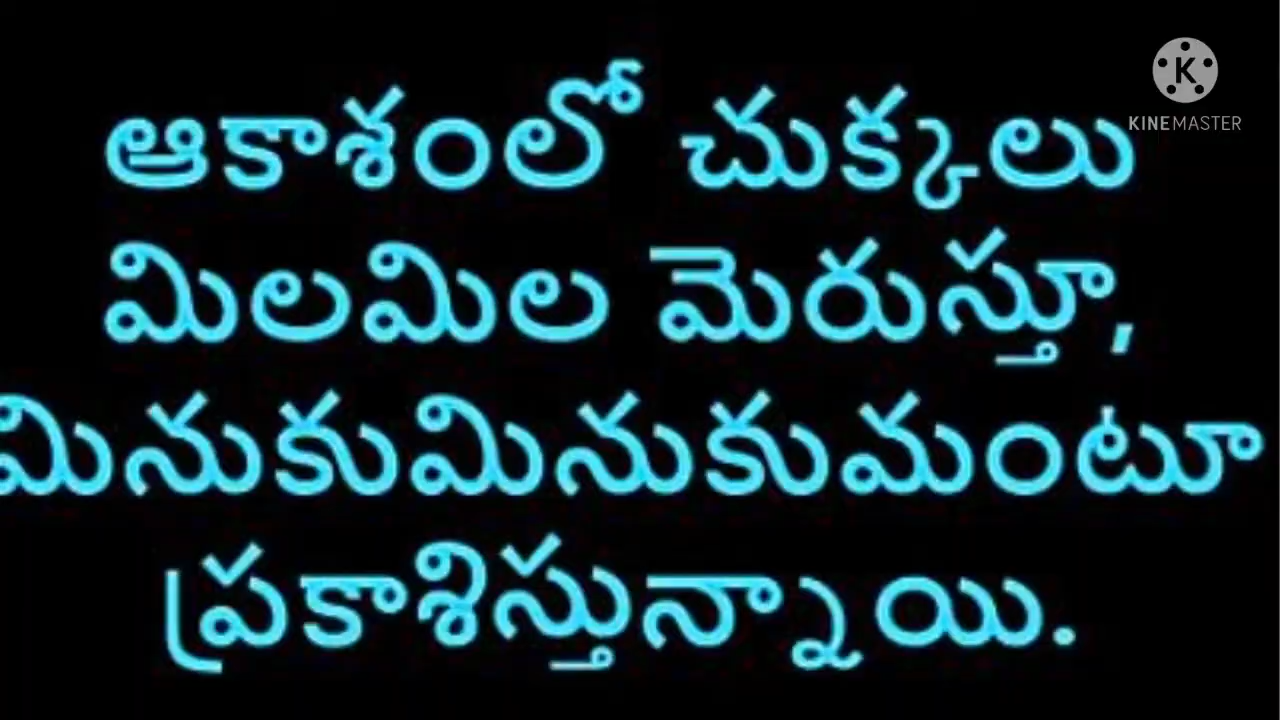 ఆకాశంలో చుక్కలు
మిలమిల మెరుస్తూ,
మినుకుమినుకుమంటూ
ప్రకాశిస్తున్నాయి.
K
KINEMASTER